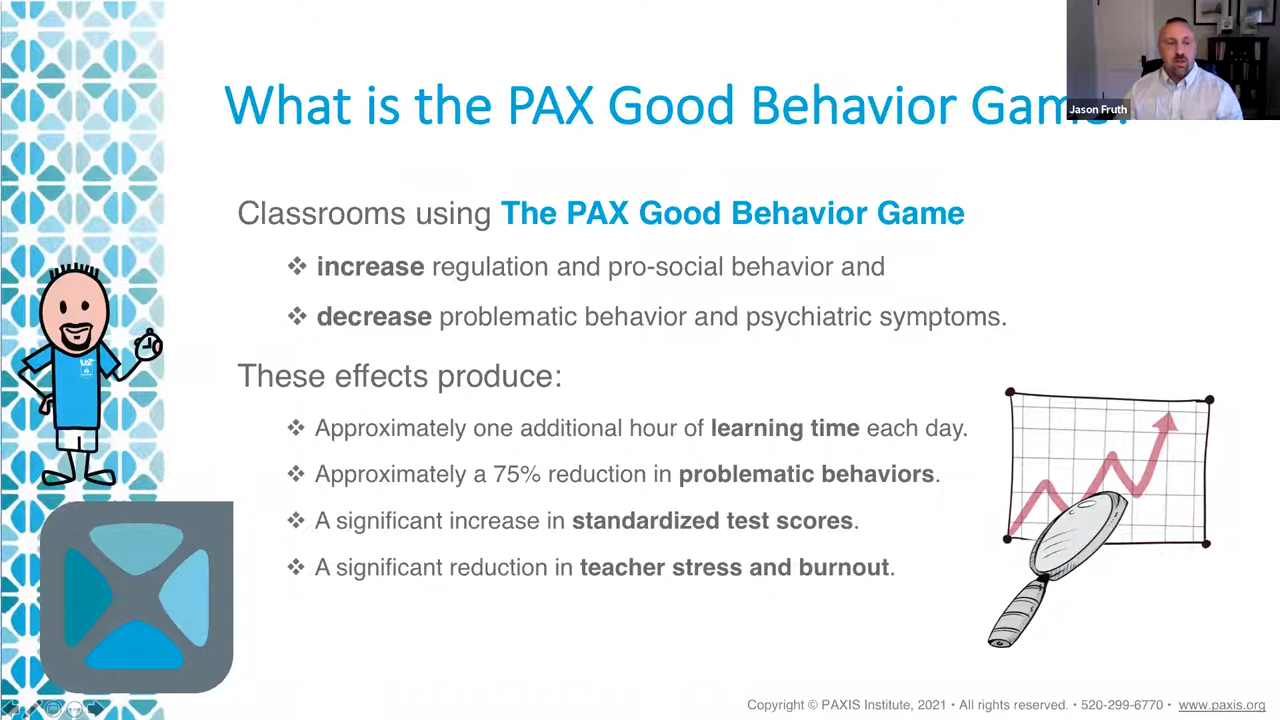 What is the PAX Good Behavior Game?
Jason Fruth
Classrooms using The PAX Good Behavior Game
❖ increase regulation and pro-social behavior and
❖ decrease problematic behavior and psychiatric symptoms.
These effects produce:
❖ Approximately one additional hour of learning time each day.
❖ Approximately a 75% reduction in problematic behaviors.
❖ A significant increase in standardized test scores.
❖ A significant reduction in teacher stress and burnout.
Copyright © PAXIS Institute, 2021 • All rights reserved. • 520-299-6770 • www.paxis.org